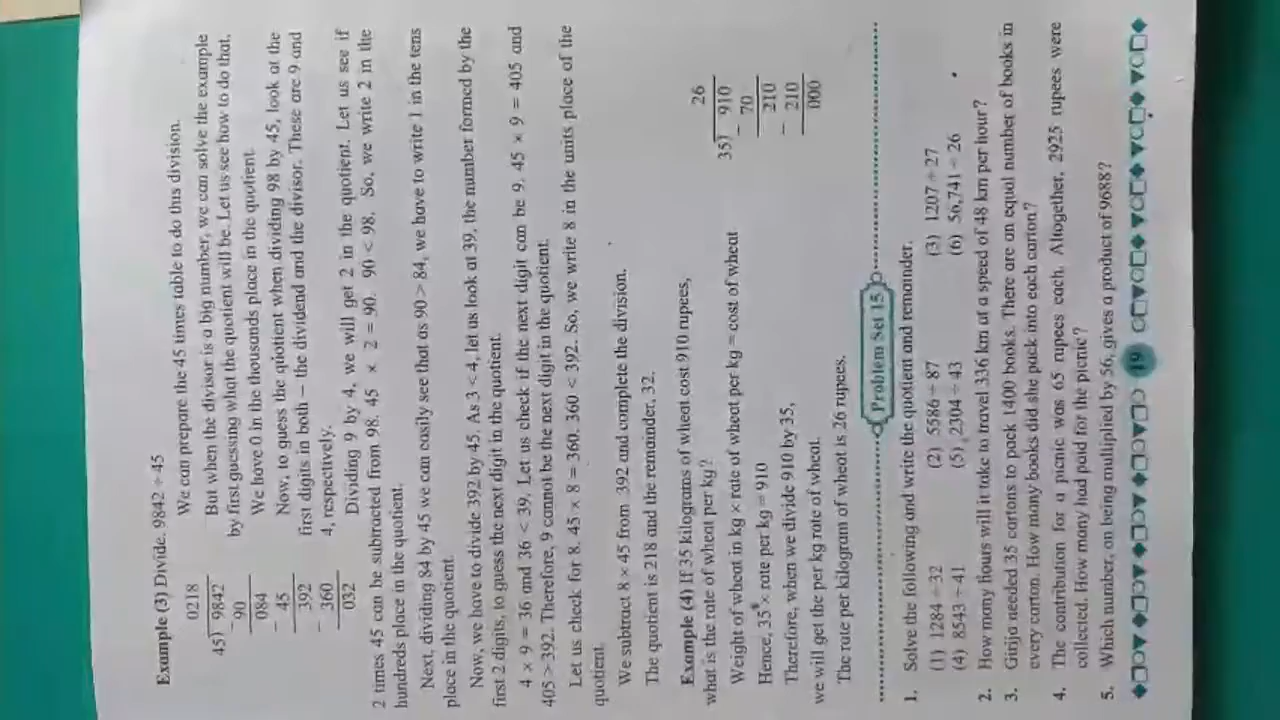 Example (3) Divide. 9842 ÷ 45
0218
45) 9842
− 90
084
− 45
392
− 360
032
We can prepare the 45 times table to do this division.
But when the divisor is a big number, we can solve the example
by first guessing what the quotient will be. Let us see how to do that.
We have 0 in the thousands place in the quotient.
Now, to guess the quotient when dividing 98 by 45, look at the
first digits in both – the dividend and the divisor. These are 9 and
4, respectively.
Dividing 9 by 4, we will get 2 in the quotient. Let us see if
2 times 45 can be subtracted from 98. 45 × 2 = 90. 90 < 98. So, we write 2 in the
hundreds place in the quotient.
Next, dividing 84 by 45 we can easily see that as 90 > 84, we have to write 1 in the tens
place in the quotient.
Now, we have to divide 392 by 45. As 3 < 4, let us look at 39, the number formed by the
first 2 digits, to guess the next digit in the quotient.
4 × 9 = 36 and 36 < 39. Let us check if the next digit can be 9. 45 × 9 = 405 and
405 > 392. Therefore, 9 cannot be the next digit in the quotient.
Let us check for 8. 45 × 8 = 360. 360 < 392. So, we write 8 in the units place of the
quotient.
We subtract 8 × 45 from 392 and complete the division.
The quotient is 218 and the remainder, 32.
Example (4) If 35 kilograms of wheat cost 910 rupees,
what is the rate of wheat per kg?
Weight of wheat in kg × rate of wheat per kg = cost of wheat
Hence, 35 × rate per kg = 910
Therefore, when we divide 910 by 35,
we will get the per kg rate of wheat.
The rate per kilogram of wheat is 26 rupees.
26
35) 910
− 70
210
− 210
000
Problem Set 15
1. Solve the following and write the quotient and remainder.
(1) 1284 ÷ 32 (2) 5586 ÷ 87 (3) 1207 ÷ 27
(4) 8543 ÷ 41 (5) 2304 ÷ 43 (6) 56,741 ÷ 26
2. How many hours will it take to travel 336 km at a speed of 48 km per hour?
3. Girija needed 35 cartons to pack 1400 books. There are an equal number of books in
every carton. How many books did she pack into each carton?
4. The contribution for a picnic was 65 rupees each. Altogether, 2925 rupees were
collected. How many had paid for the picnic?
5. Which number, on being multiplied by 56, gives a product of 9688?
19